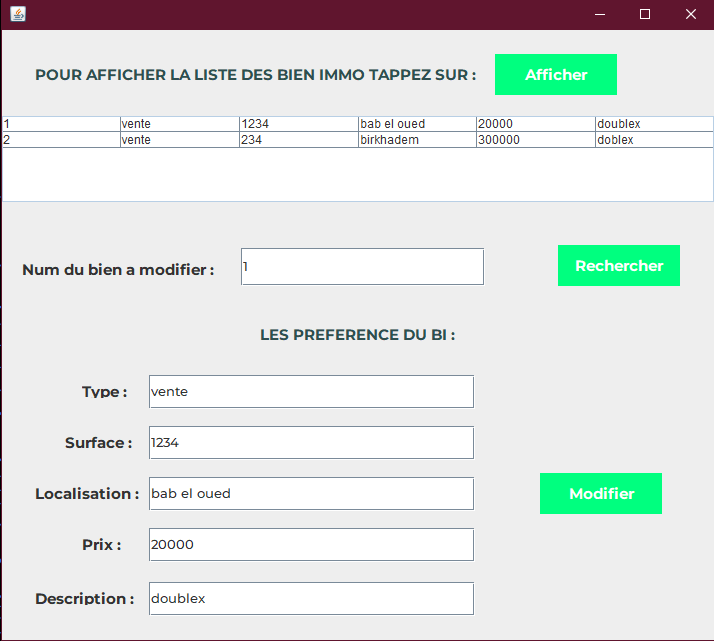 POUR AFFICHER LA LISTE DES BIEN IMMO TAPPEZ SUR : Afficher
1 vente 1234 bab el oued 20000 doublex
2 vente 234 birkhadem 300000 doblex
Num du bien a modifier : 1 Rechercher
LES PREFERENCE DU BI :
Type : vente
Surface : 1234
Localisation : bab el oued Modifier
Prix : 20000
Description : doublex